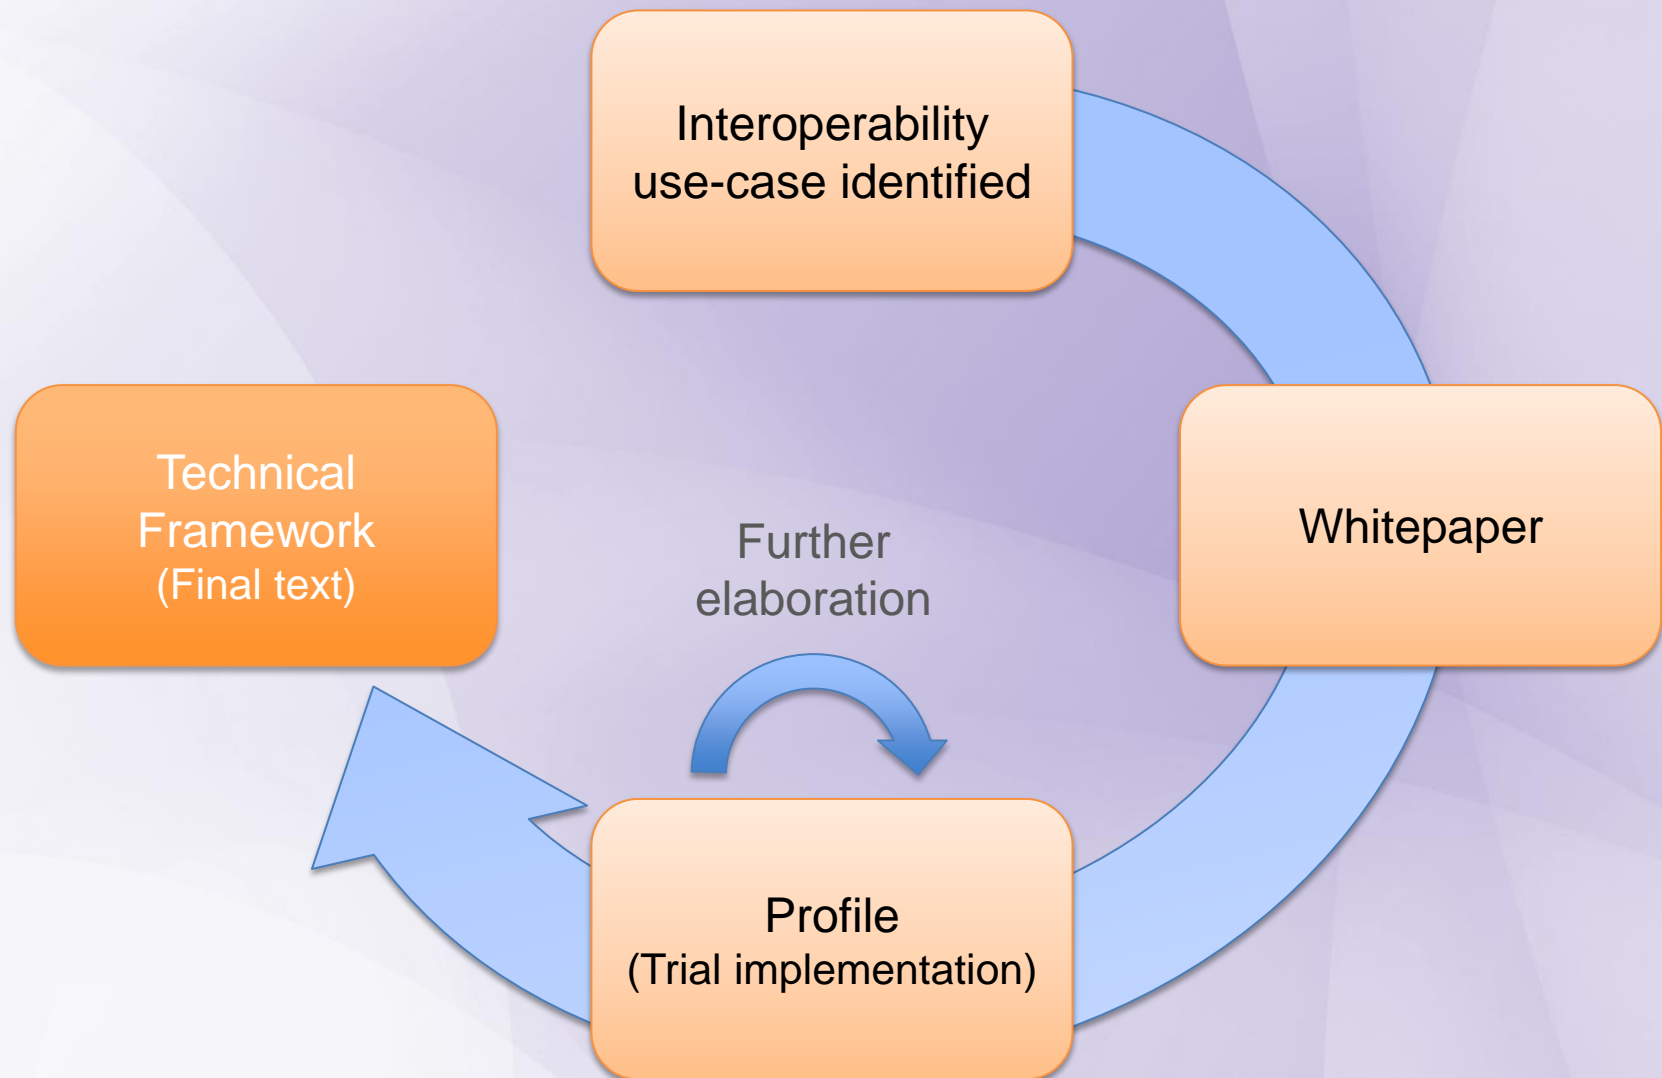 Interoperability
use-case identified
Whitepaper
Technical
Framework
(Final text)
Further
elaboration
Profile
(Trial implementation)